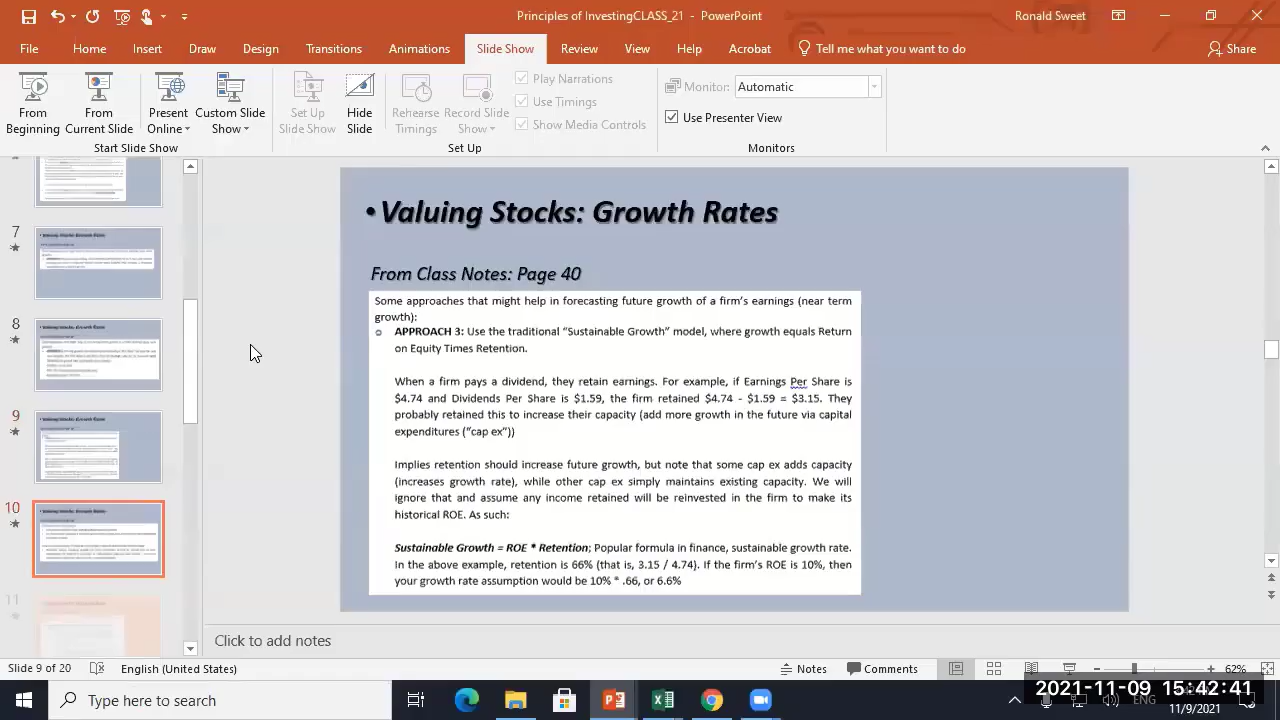 Principles of InvestingCLASS_21 - PowerPoint
Ronald Sweet
File Home Insert Draw Design Transitions Animations Slide Show Review View Help Acrobat Tell me what you want to do Share
From Beginning
From Current Slide
Present Online
Custom Slide Show
Set Up Slide Show
Hide Slide
Rehearse Timings
Record Slide Show
Play Narrations
Use Timings
Show Media Controls
Monitor: Automatic
Use Presenter View
Start Slide Show
Set Up
Monitors
7
8
9
10
11
• Valuing Stocks: Growth Rates
From Class Notes: Page 40
Some approaches that might help in forecasting future growth of a firm's earnings (near term
growth):
APPROACH 3: Use the traditional "Sustainable Growth" model, where growth equals Return
on Equity Times Retention.
When a firm pays a dividend, they retain earnings. For example, if Earnings Per Share is
$4.74 and Dividends Per Share is $1.59, the firm retained $4.74 - $1.59 = $3.15. They
probably retained this to increase their capacity (add more growth in the future via capital
expenditures ("cap ex"))
Implies retention should increase future growth, but note that some cap ex adds capacity
(increases growth rate), while other cap ex simply maintains existing capacity. We will
ignore that and assume any income retained will be reinvested in the firm to make its
historical ROE. As such:
Sustainable Growth = ROE * Retention; Popular formula in finance, sustainable growth rate.
In the above example, retention is 66% (that is, 3.15 / 4.74). If the firm's ROE is 10%, then
your growth rate assumption would be 10% * .66, or 6.6%
Click to add notes
Slide 9 of 20
English (United States)
Notes
Comments
62%
Type here to search
2021-11-09 15:42:41
ENG
11/9/2021